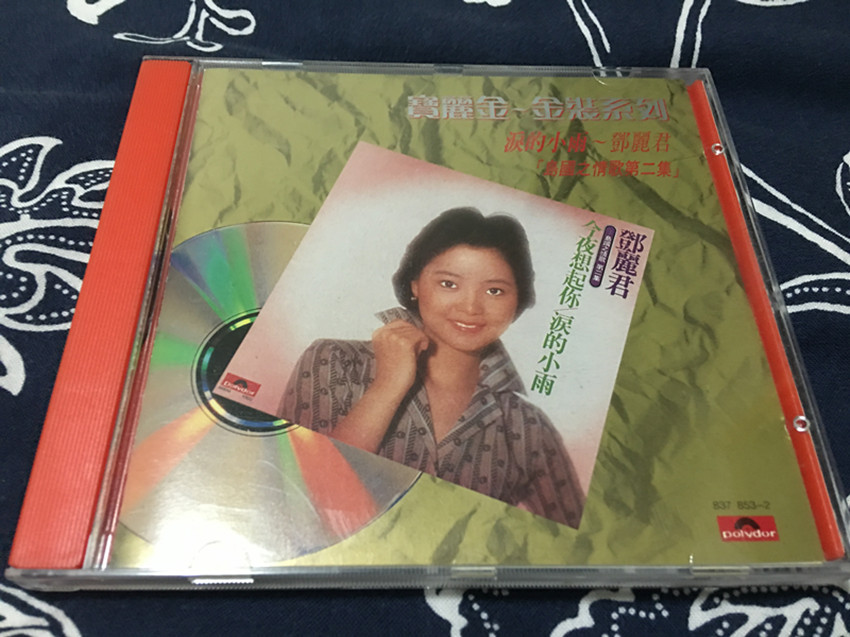 寶麗金-金裝系列
淚的小雨~鄧麗君
「島國之情歌第二集」
鄧麗君
島國之情歌 第二集
今夜想起你/淚的小雨
polydor
837 853-2
polydor